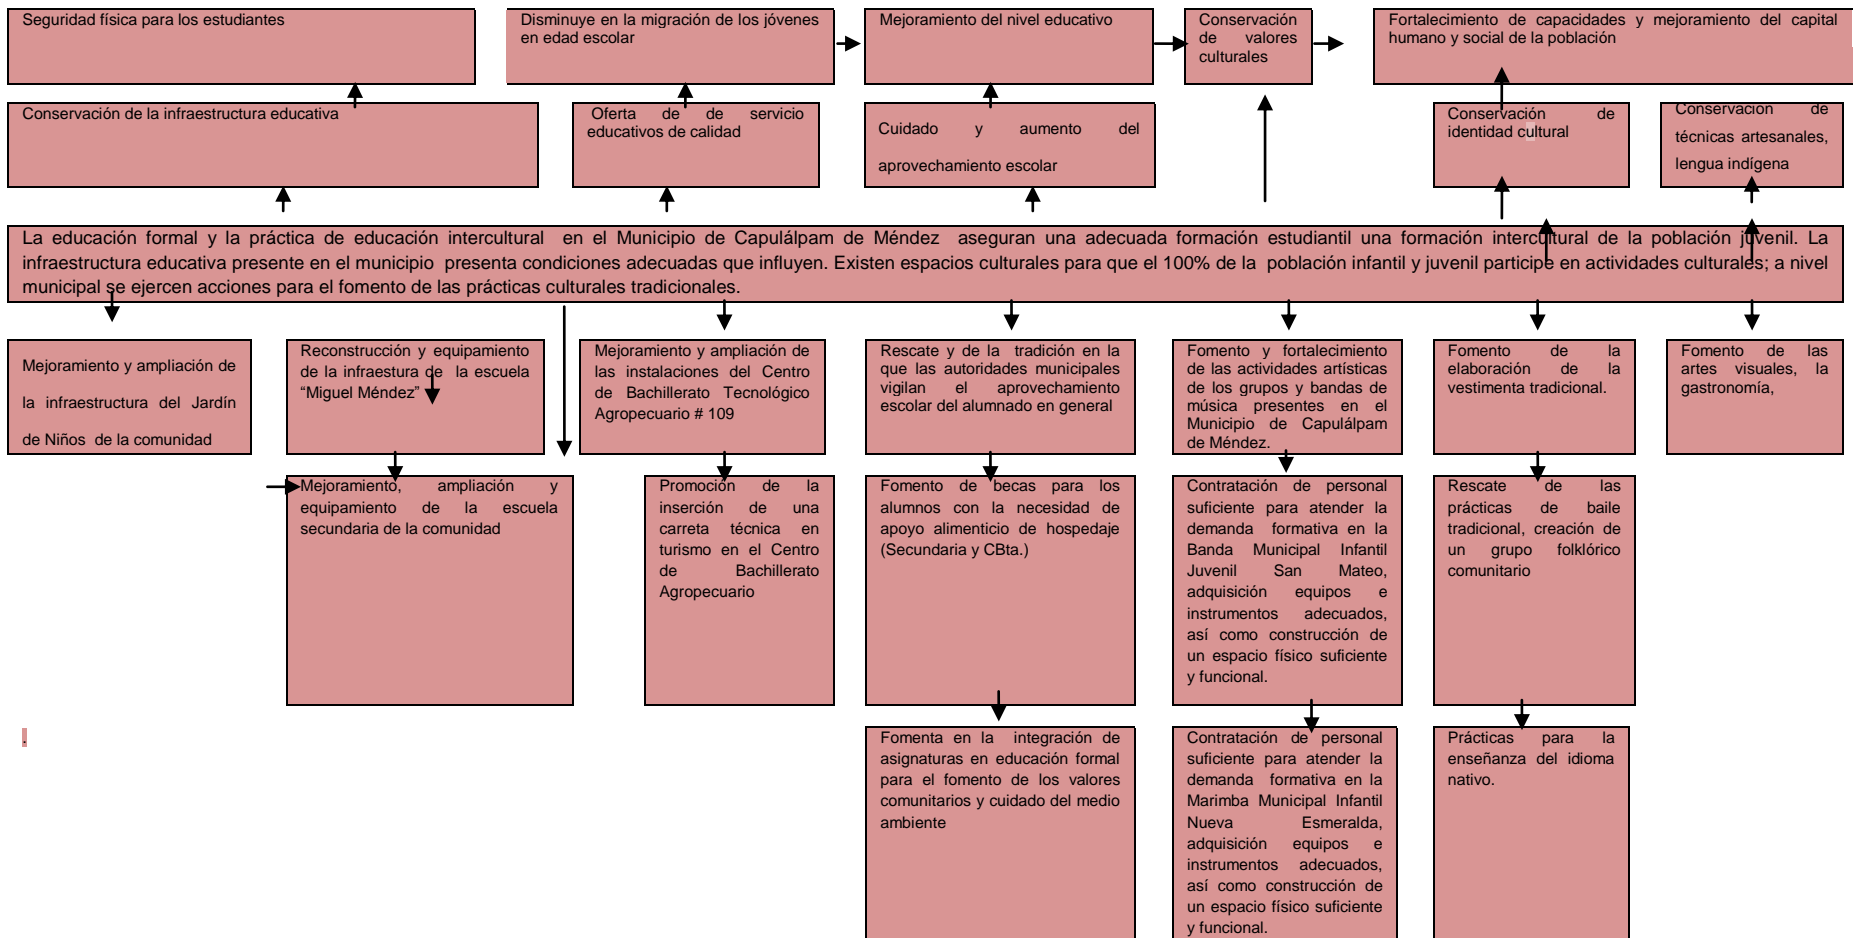 Seguridad física para los estudiantes
Disminuye en la migración de los jóvenes
en edad escolar
Mejoramiento del nivel educativo
Conservación
de valores
culturales
Fortalecimiento de capacidades y mejoramiento del capital
humano y social de la población
Conservación de la infraestructura educativa
Oferta de de servicio
educativos de calidad
Cuidado y aumento del
aprovechamiento escolar
Conservación de
identidad cultural
Conservación de
técnicas artesanales,
lengua indígena
La educación formal y la práctica de educación intercultural en el Municipio de Capulálpam de Méndez aseguran una adecuada formación estudiantil una formación intercultural de la población juvenil. La
infraestructura educativa presente en el municipio presenta condiciones adecuadas que influyen. Existen espacios culturales para que el 100% de la población infantil y juvenil participe en actividades culturales; a nivel
municipal se ejercen acciones para el fomento de las prácticas culturales tradicionales.
Mejoramiento y ampliación de
la infraestructura del Jardín
de Niños de la comunidad
Reconstrucción y equipamiento
de la infraestura de la escuela
“Miguel Méndez”
Mejoramiento y ampliación de
las instalaciones del Centro
de Bachillerato Tecnológico
Agropecuario # 109
Rescate y de la tradición en la
que las autoridades municipales
vigilan el aprovechamiento
escolar del alumnado en general
Fomento y fortalecimiento
de las actividades artísticas
de los grupos y bandas de
música presentes en el
Municipio de Capulálpam
de Méndez.
Fomento de la
elaboración de la
vestimenta tradicional.
Fomento de las
artes visuales, la
gastronomía,
Mejoramiento, ampliación y
equipamiento de la escuela
secundaria de la comunidad
Promoción de la
inserción de una
carreta técnica en
turismo en el Centro
de Bachillerato
Agropecuario
Fomento de becas para los
alumnos con la necesidad de
apoyo alimenticio de hospedaje
(Secundaria y CBta.)
Contratación de personal
suficiente para atender la
demanda formativa en la
Banda Municipal Infantil
Juvenil San Mateo,
adquisición equipos e
instrumentos adecuados,
así como construcción de
un espacio físico suficiente
y funcional.
Rescate de las
prácticas de baile
tradicional, creación de
un grupo folklórico
comunitario
.
Fomenta en la integración de
asignaturas en educación formal
para el fomento de los valores
comunitarios y cuidado del medio
ambiente
Contratación de personal
suficiente para atender la
demanda formativa en la
Marimba Municipal Infantil
Nueva Esmeralda,
adquisición equipos e
instrumentos adecuados,
así como construcción de
un espacio físico suficiente
y funcional.
Prácticas para la
enseñanza del idioma
nativo.